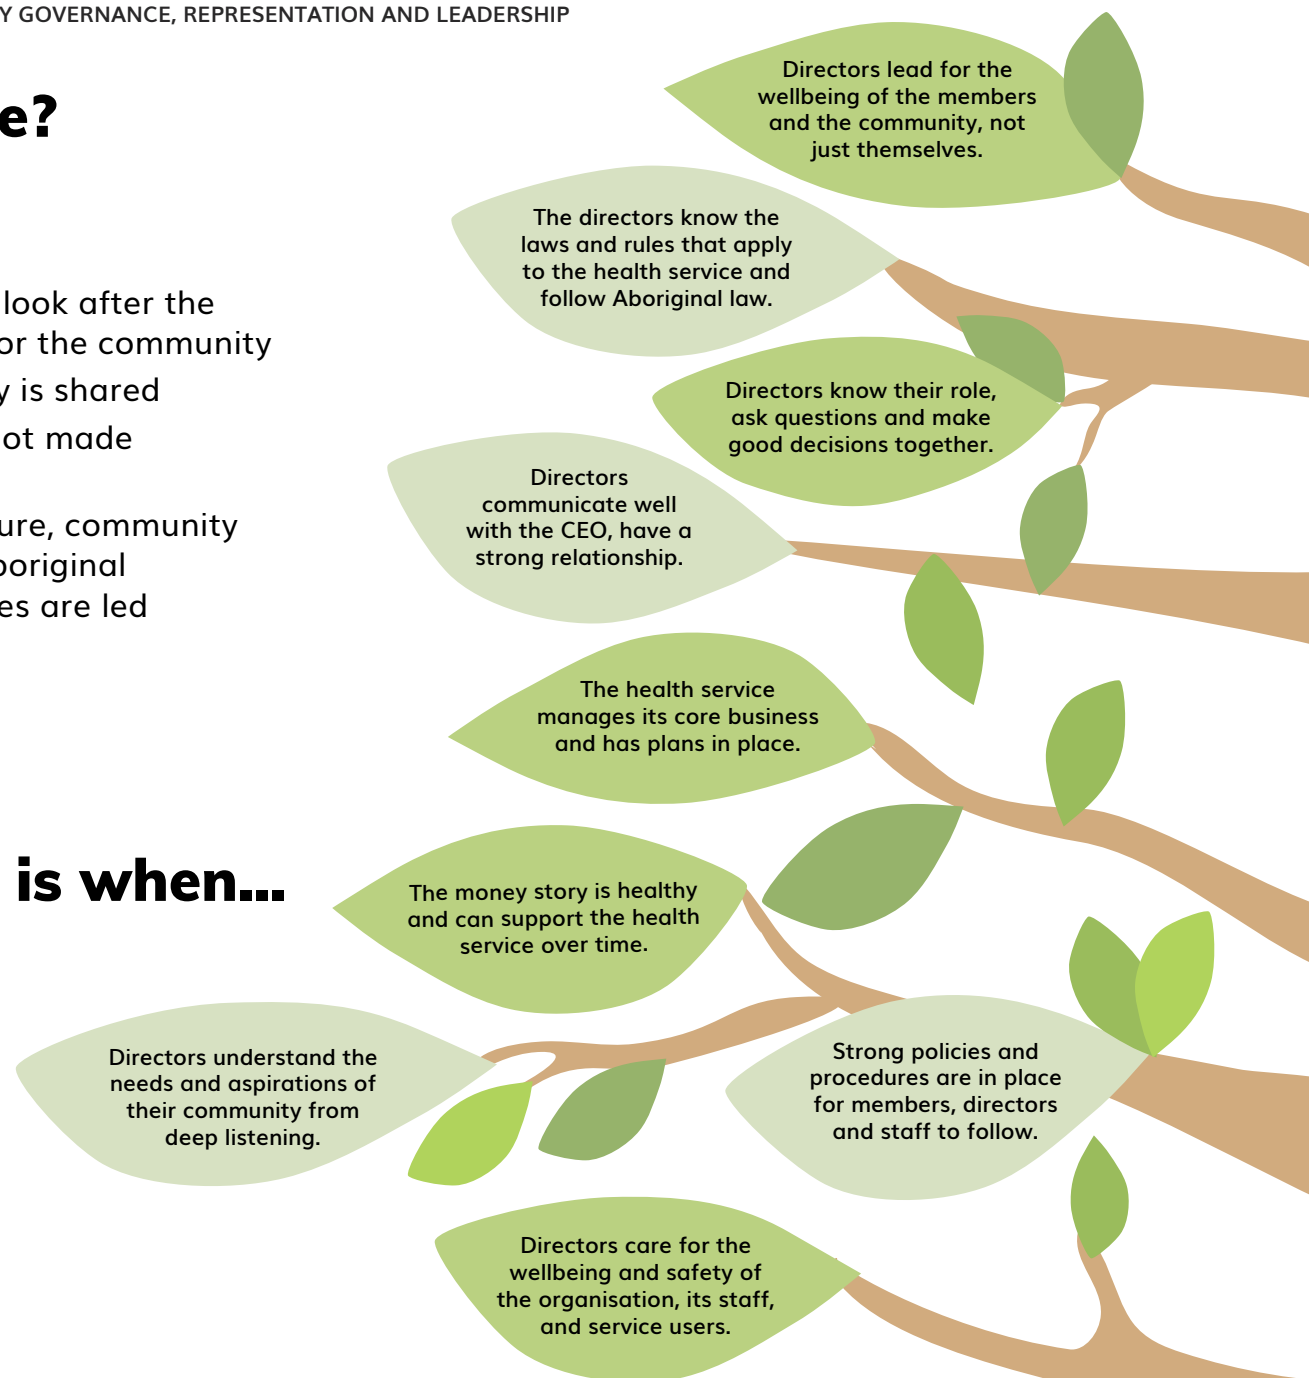 Y GOVERNANCE, REPRESENTATION AND LEADERSHIP
e?
look after the
or the community
y is shared
ot made
ure, community
boriginal
es are led
is when...
Directors lead for the
wellbeing of the members
and the community, not
just themselves.
The directors know the
laws and rules that apply
to the health service and
follow Aboriginal law.
Directors know their role,
ask questions and make
good decisions together.
Directors
communicate well
with the CEO, have a
strong relationship.
The health service
manages its core business
and has plans in place.
The money story is healthy
and can support the health
service over time.
Directors understand the
needs and aspirations of
their community from
deep listening.
Strong policies and
procedures are in place
for members, directors
and staff to follow.
Directors care for the
wellbeing and safety of
the organisation, its staff,
and service users.